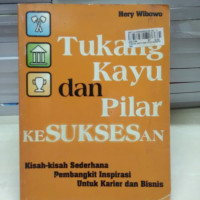 Hery Wibowo
Tukang
Kayu
dan Pilar
KESUKSESAN
Kisah-kisah Sederhana
Pembangkit Inspirasi
Untuk Karier dan Bisnis